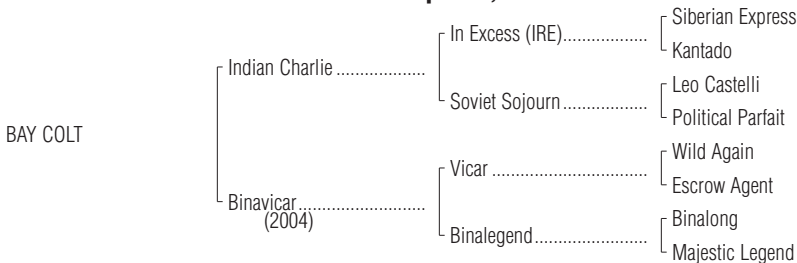 Siberian Express
In Excess (IRE)...................
Kantado
Indian Charlie ....................
Leo Castelli
Soviet Sojourn...................
Political Parfait
BAY COLT
Wild Again
Vicar ...................................
Escrow Agent
Binavicar............................
(2004)
Binalong
Binalegend.........................
Majestic Legend